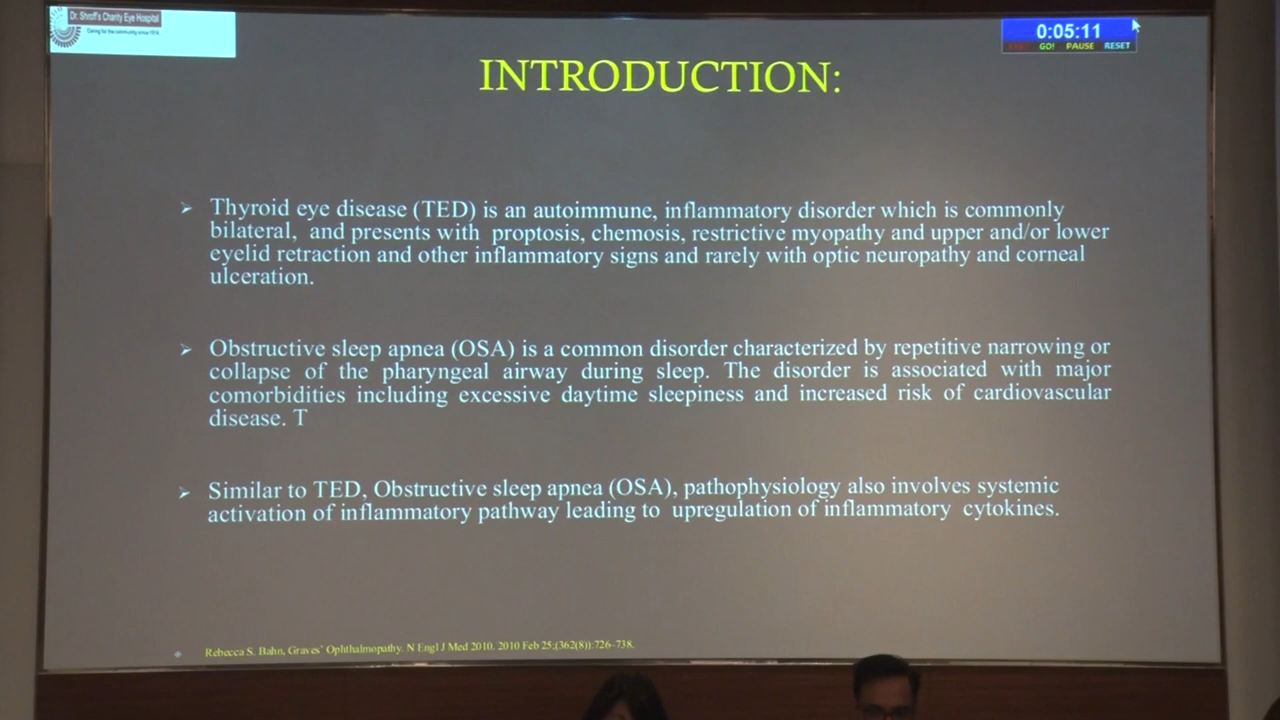 Dr. Shroff's Charity Eye Hospital
Caring for the community since 1914
0:05:11
GO! PAUSE RESET
INTRODUCTION:
➢ Thyroid eye disease (TED) is an autoimmune, inflammatory disorder which is commonly
bilateral, and presents with proptosis, chemosis, restrictive myopathy and upper and/or lower
eyelid retraction and other inflammatory signs and rarely with optic neuropathy and corneal
ulceration.
➢ Obstructive sleep apnea (OSA) is a common disorder characterized by repetitive narrowing or
collapse of the pharyngeal airway during sleep. The disorder is associated with major
comorbidities including excessive daytime sleepiness and increased risk of cardiovascular
disease. T
➢ Similar to TED, Obstructive sleep apnea (OSA), pathophysiology also involves systemic
activation of inflammatory pathway leading to upregulation of inflammatory cytokines.
Rebecca S. Bahn, Graves' Ophthalmopathy. N Engl J Med 2010. 2010 Feb 25;(362(8)):726–738.